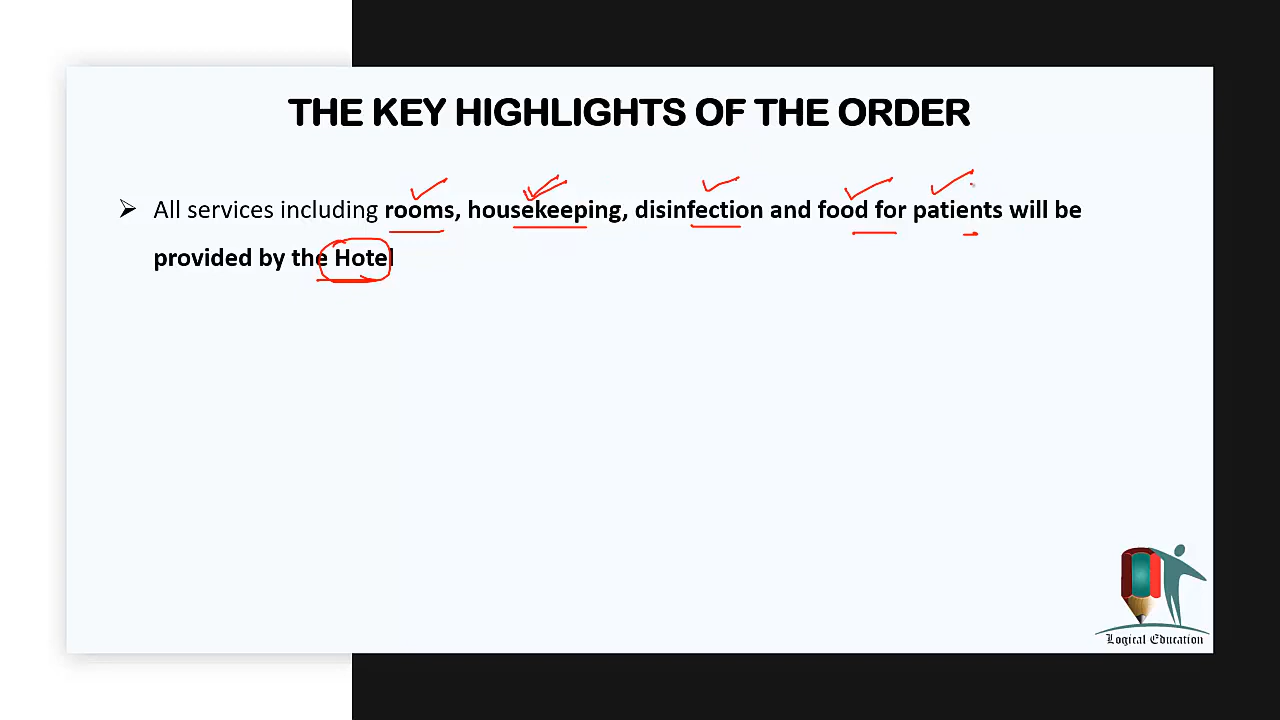 THE KEY HIGHLIGHTS OF THE ORDER
➢ All services including rooms, housekeeping, disinfection and food for patients will be
provided by the Hotel
Logical Education